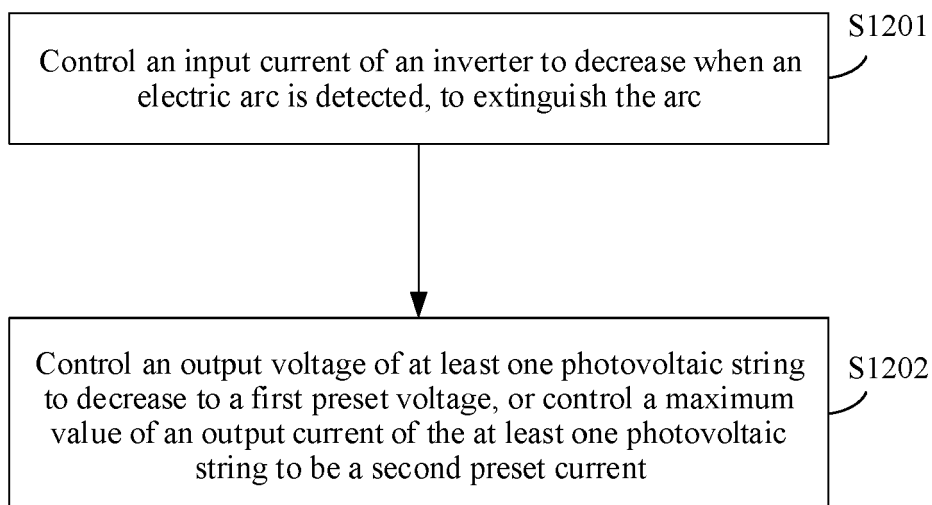 S1201
Control an input current of an inverter to decrease when an
electric arc is detected, to extinguish the arc
Control an output voltage of at least one photovoltaic string
to decrease to a first preset voltage, or control a maximum
value of an output current of the at least one photovoltaic
string to be a second preset current
S1202